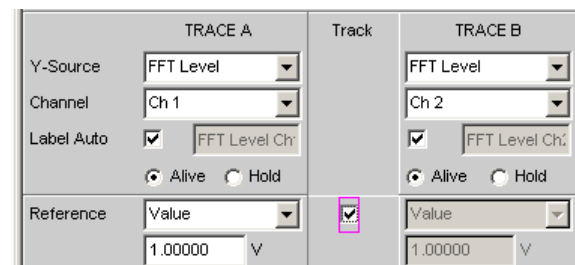 TRACE A Track TRACE B
Y-Source FFT Level FFT Level
Channel Ch 1 Ch 2
Label Auto FFT Level Ch FFT Level Ch
Alive Hold Alive Hold
Reference Value Value
1.00000 V 1.00000 V